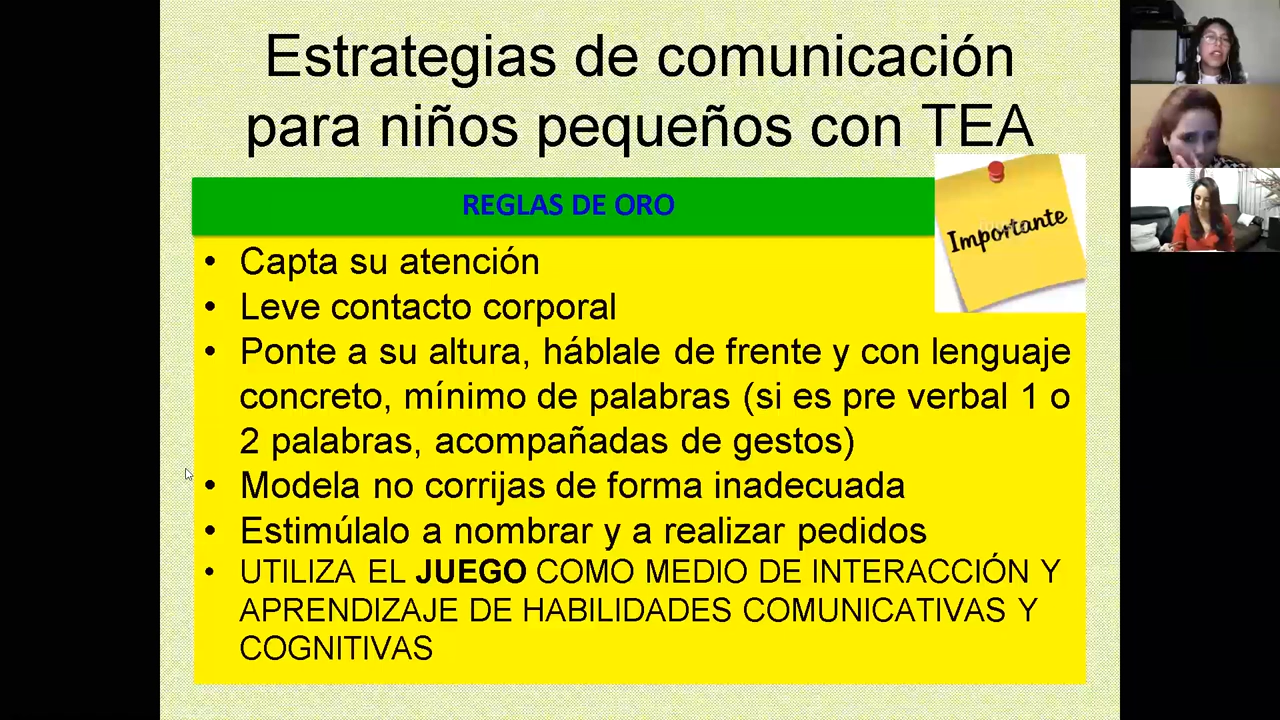 Estrategias de comunicación
para niños pequeños con TEA
REGLAS DE ORO
Importante
• Capta su atención
• Leve contacto corporal
• Ponte a su altura, háblale de frente y con lenguaje
concreto, mínimo de palabras (si es pre verbal 1 o
2 palabras, acompañadas de gestos)
• Modela no corrijas de forma inadecuada
• Estimúlalo a nombrar y a realizar pedidos
• UTILIZA EL JUEGO COMO MEDIO DE INTERACCIÓN Y
APRENDIZAJE DE HABILIDADES COMUNICATIVAS Y
COGNITIVAS